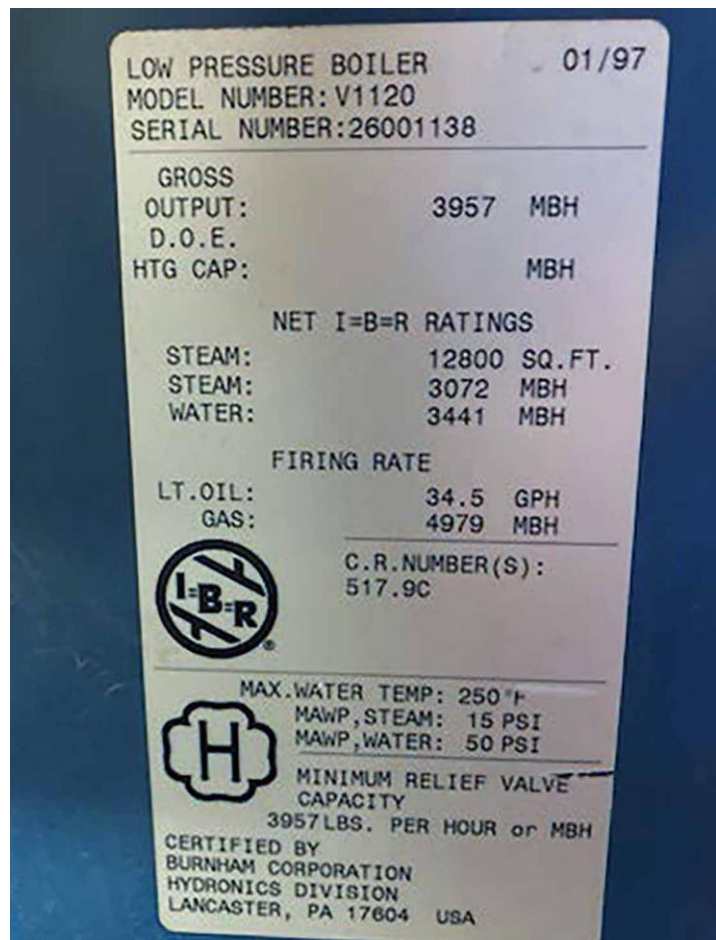 LOW PRESSURE BOILER 01/97
MODEL NUMBER:V1120
SERIAL NUMBER:26001138
GROSS
OUTPUT: 3957 MBH
D.O.E.
HTG CAP: MBH
NET I=B=R RATINGS
STEAM: 12800 SQ.FT.
STEAM: 3072 MBH
WATER: 3441 MBH
FIRING RATE
LT.OIL: 34.5 GPH
GAS: 4979 MBH
C.R.NUMBER(S):
517.9C
I=B=R
®
MAX.WATER TEMP: 250°F
MAWP,STEAM: 15 PSI
MAWP,WATER: 50 PSI
H
MINIMUM RELIEF VALVE
CAPACITY
3957LBS. PER HOUR or MBH
CERTIFIED BY
BURNHAM CORPORATION
HYDRONICS DIVISION
LANCASTER, PA 17604 USA